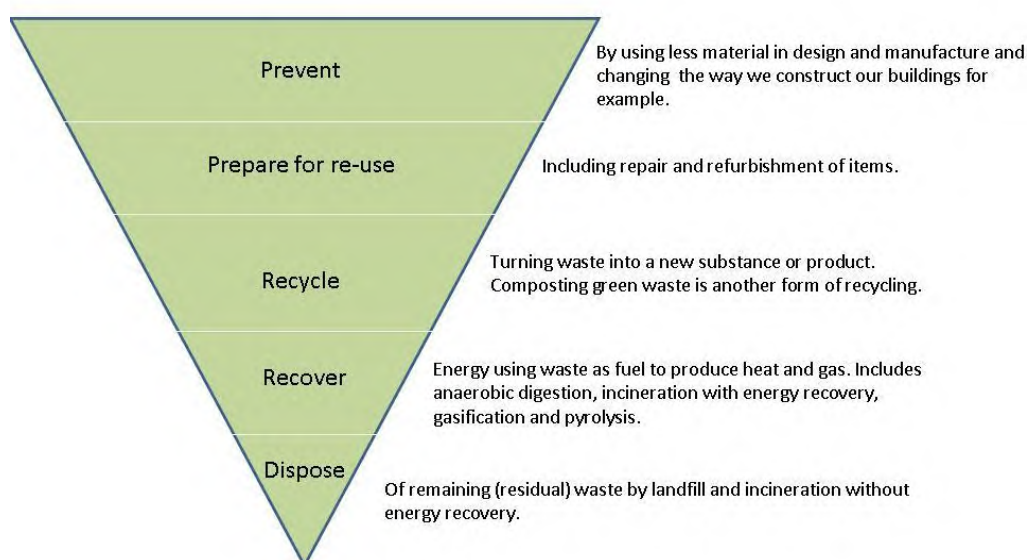 Prevent
By using less material in design and manufacture and
changing the way we construct our buildings for
example.
Prepare for re-use
Including repair and refurbishment of items.
Recycle
Turning waste into a new substance or product.
Composting green waste is another form of recycling.
Recover
Energy using waste as fuel to produce heat and gas. Includes
anaerobic digestion, incineration with energy recovery,
gasification and pyrolysis.
Dispose
Of remaining (residual) waste by landfill and incineration without
energy recovery.